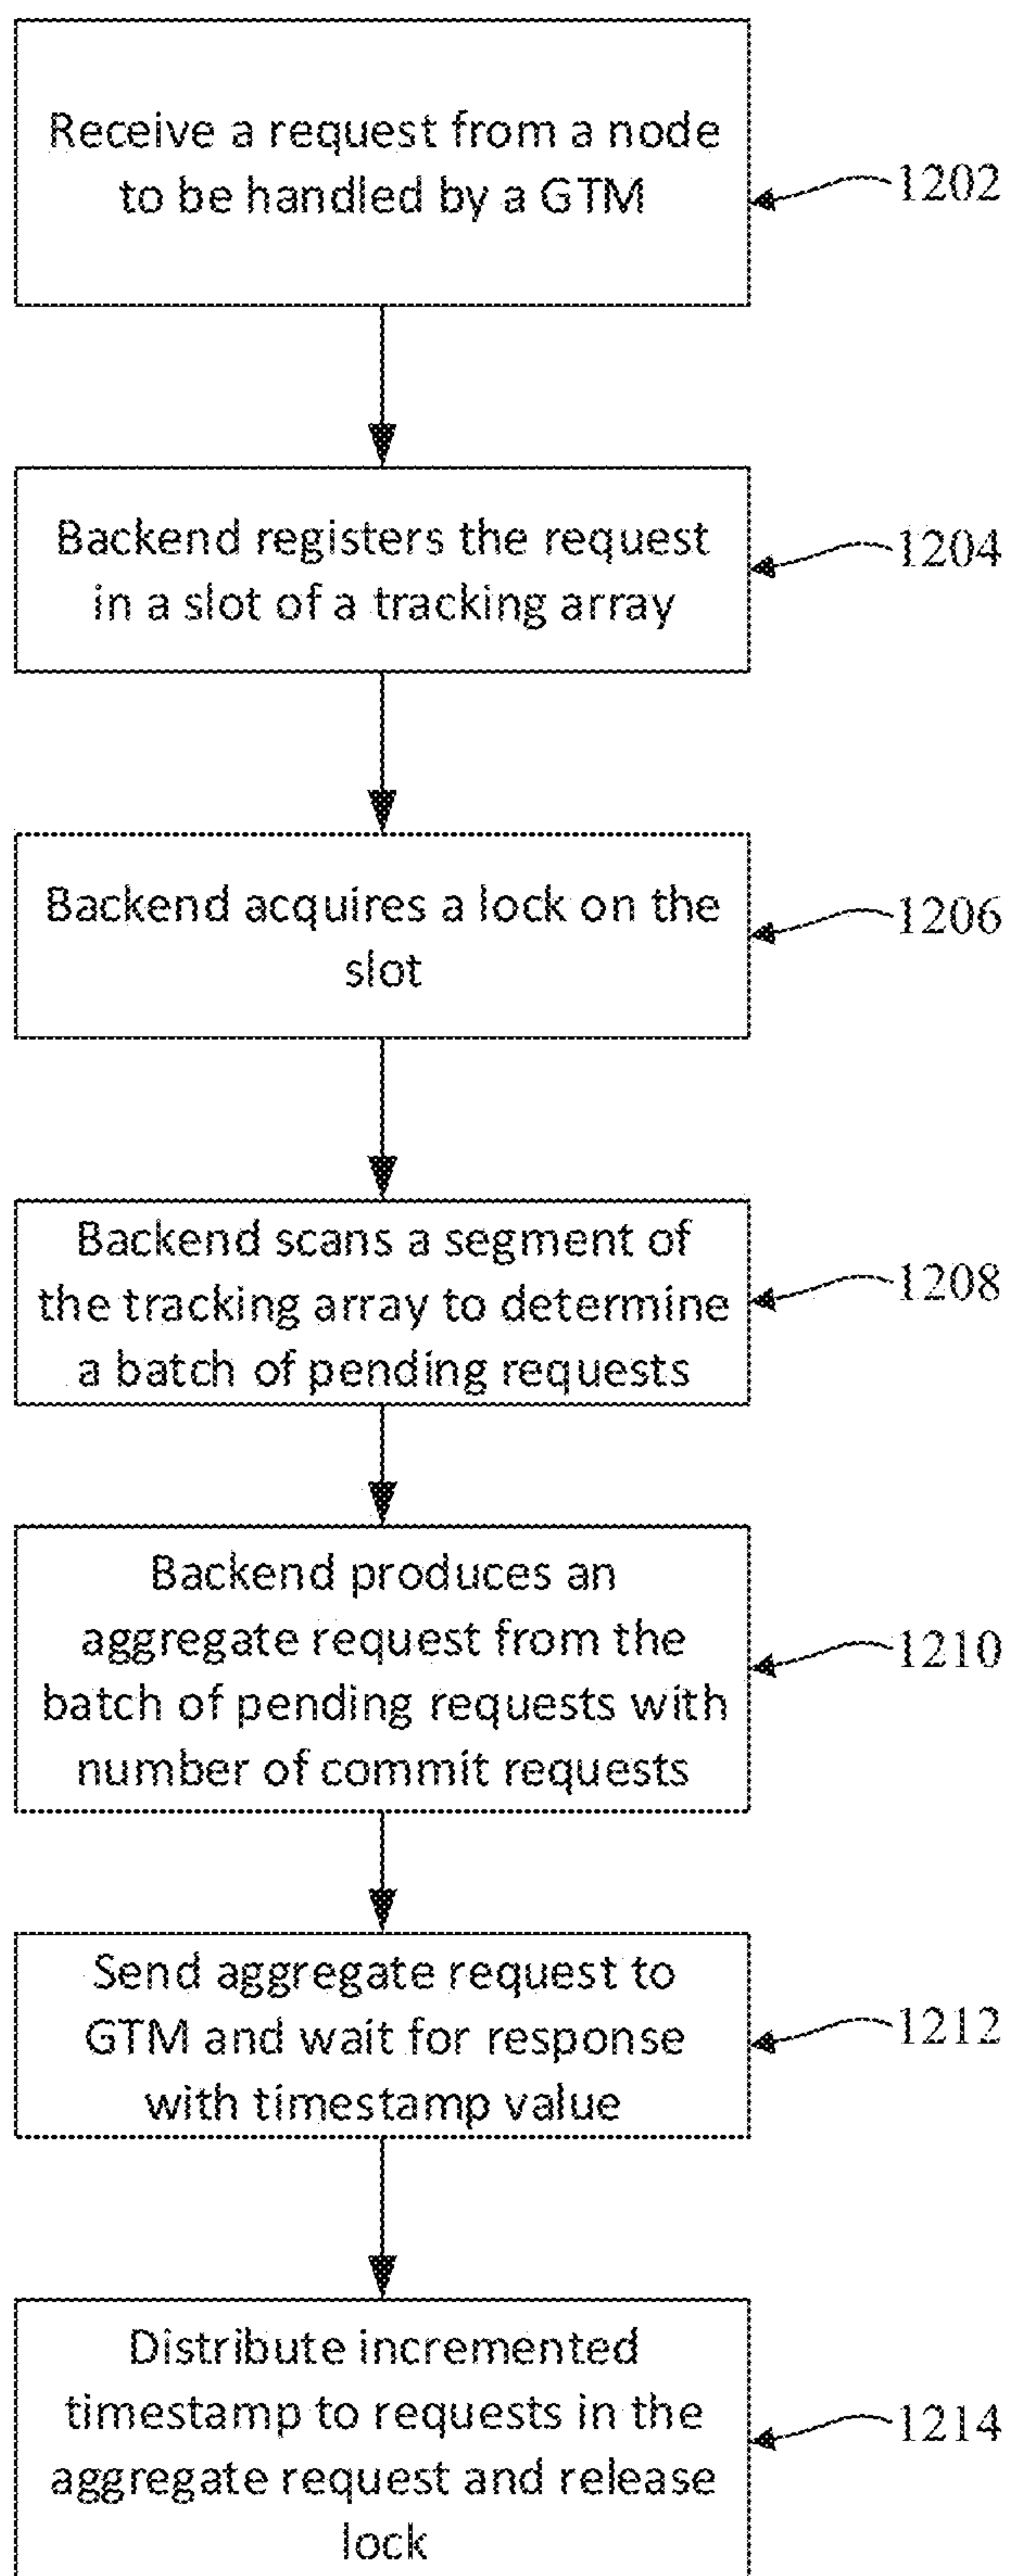 Receive a request from a node
to be handled by a GTM
1202
Backend registers the request
in a slot of a tracking array
1204
Backend acquires a lock on the
slot
1206
Backend scans a segment of
the tracking array to determine
a batch of pending requests
1208
Backend produces an
aggregate request from the
batch of pending requests with
number of commit requests
1210
Send aggregate request to
GTM and wait for response
with timestamp value
1212
Distribute incremented
timestamp to requests in the
aggregate request and release
lock
1214